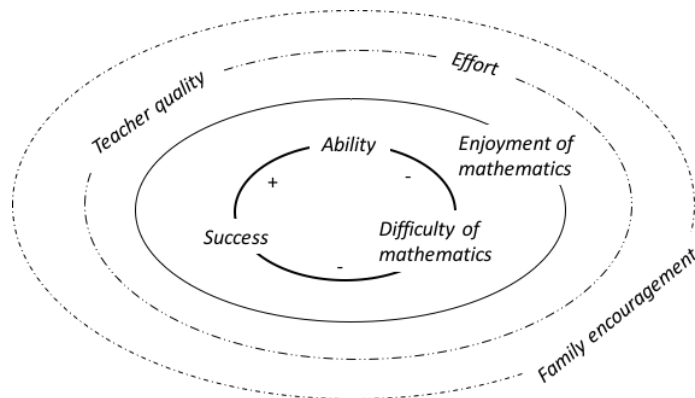 Effort
Teacher quality
Ability
Enjoyment of
mathematics
+
-
Success
Difficulty of
mathematics
-
Family encouragement